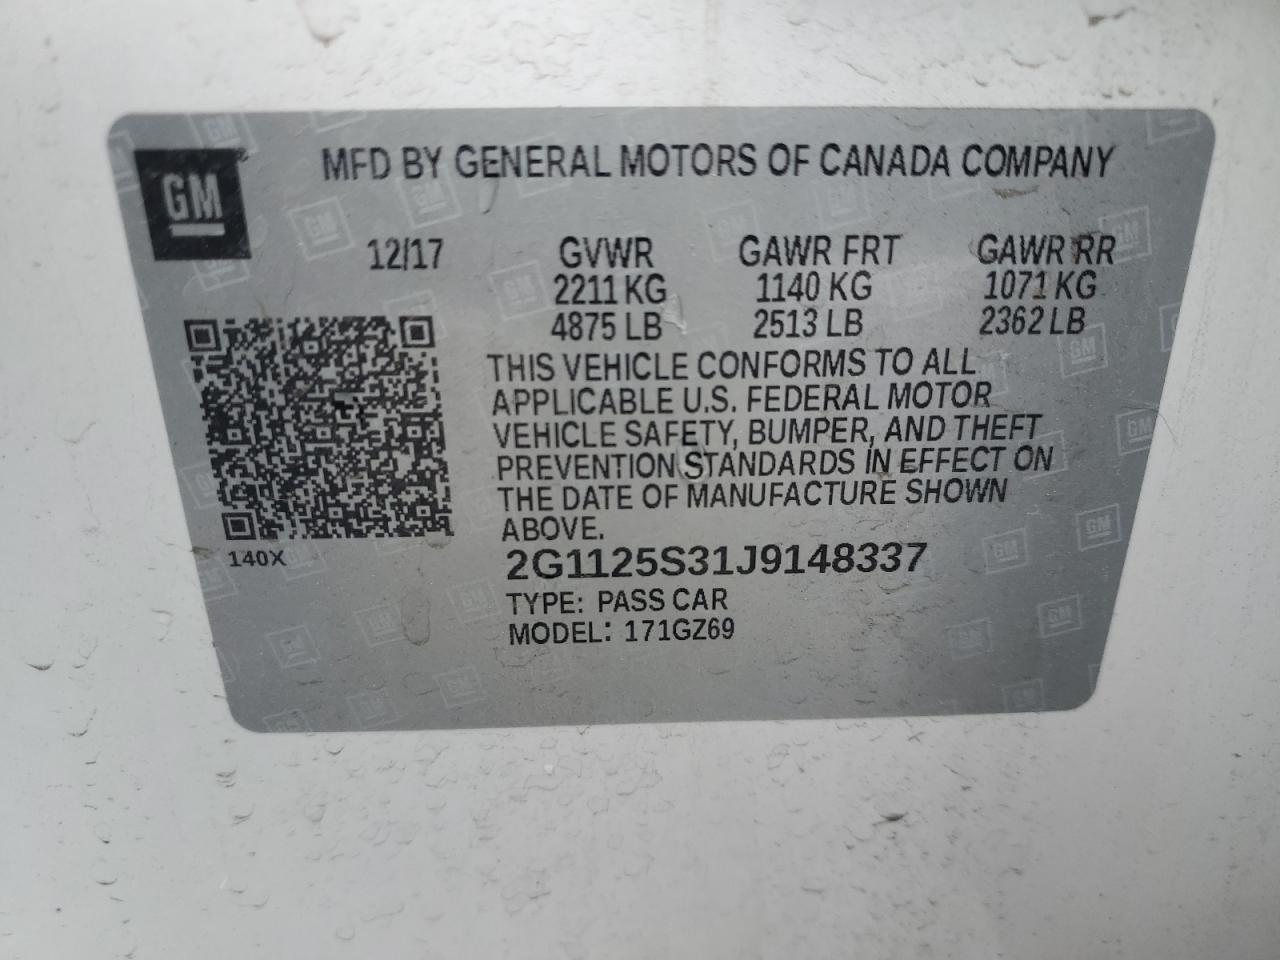 GM
MFD BY GENERAL MOTORS OF CANADA COMPANY
12/17 GVWR GAWR FRT GAWR RR
2211 KG 1140 KG 1071 KG
4875 LB 2513 LB 2362 LB
THIS VEHICLE CONFORMS TO ALL
APPLICABLE U.S. FEDERAL MOTOR
VEHICLE SAFETY, BUMPER, AND THEFT
PREVENTION STANDARDS IN EFFECT ON
THE DATE OF MANUFACTURE SHOWN
ABOVE.
140X
2G1125S31J9148337
TYPE: PASS CAR
MODEL: 171GZ69